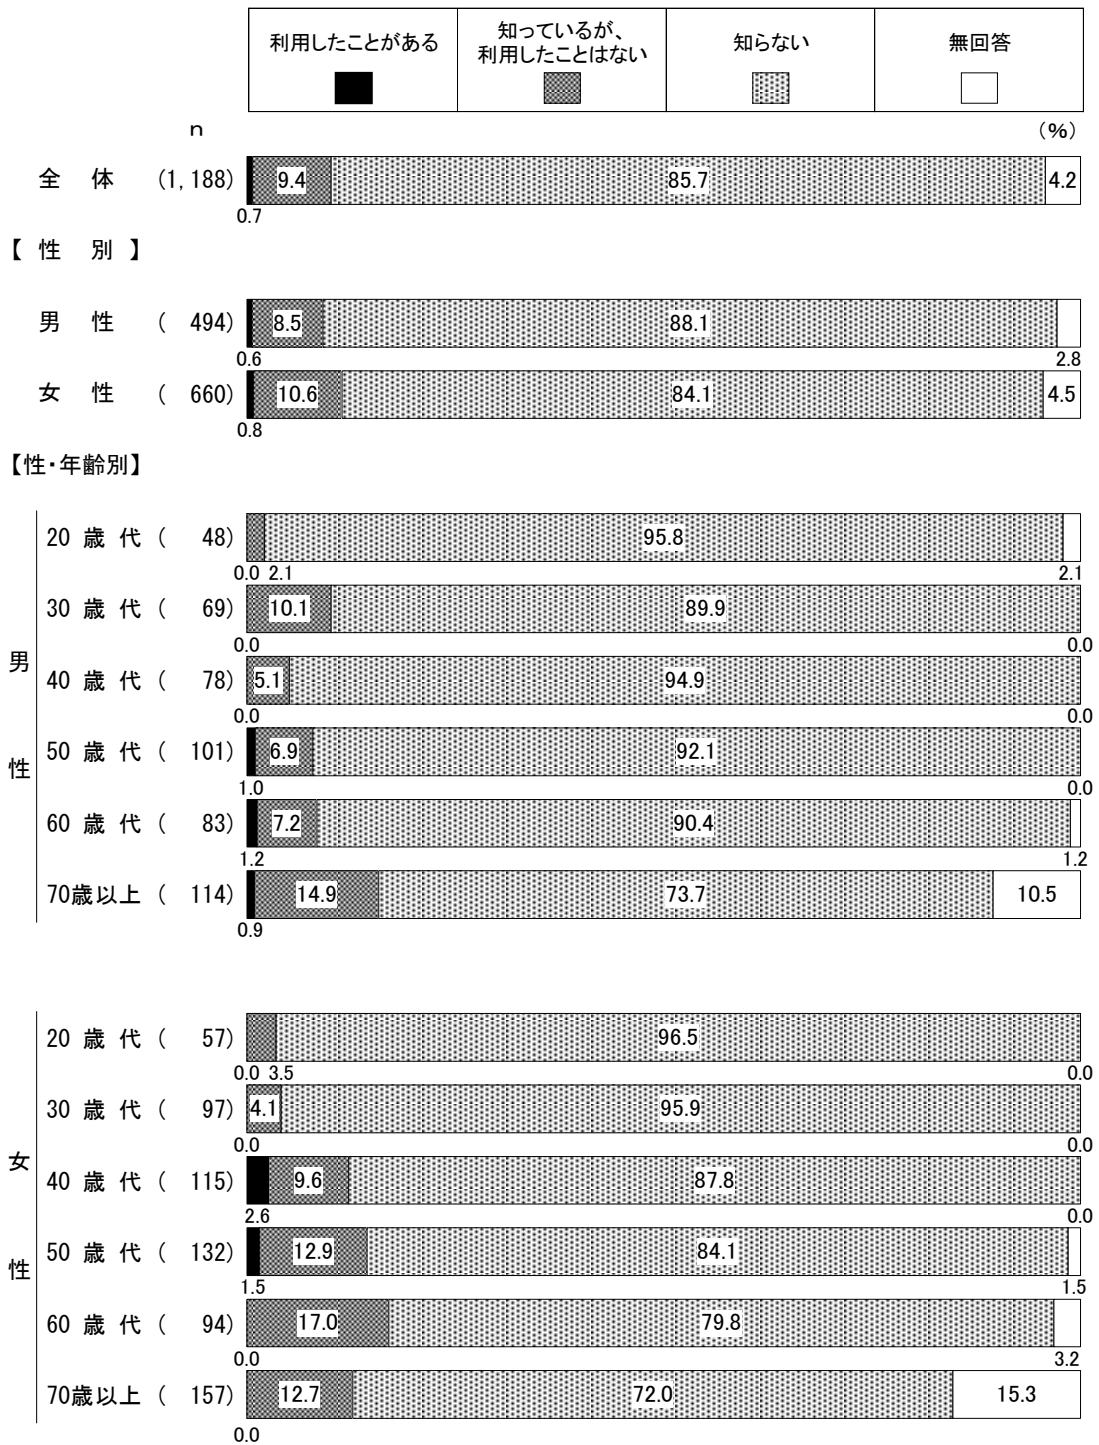 利用したことがある
知っているが、
利用したことはない
知らない
無回答
n
(%)
全 体 (1,188) 9.4 85.7 4.2
0.7
【 性 別 】
男 性 ( 494) 8.5 88.1
0.6 2.8
女 性 ( 660) 10.6 84.1 4.5
0.8
【性・年齢別】
男性
20 歳 代 ( 48) 95.8
0.0 2.1 2.1
30 歳 代 ( 69) 10.1 89.9
0.0 0.0
40 歳 代 ( 78) 5.1 94.9
0.0 0.0
50 歳 代 ( 101) 6.9 92.1
1.0 0.0
60 歳 代 ( 83) 7.2 90.4
1.2 1.2
70歳以上 ( 114) 14.9 73.7 10.5
0.9
女性
20 歳 代 ( 57) 96.5
0.0 3.5 0.0
30 歳 代 ( 97) 4.1 95.9
0.0 0.0
40 歳 代 ( 115) 9.6 87.8
2.6 0.0
50 歳 代 ( 132) 12.9 84.1
1.5 1.5
60 歳 代 ( 94) 17.0 79.8
0.0 3.2
70歳以上 ( 157) 12.7 72.0 15.3
0.0